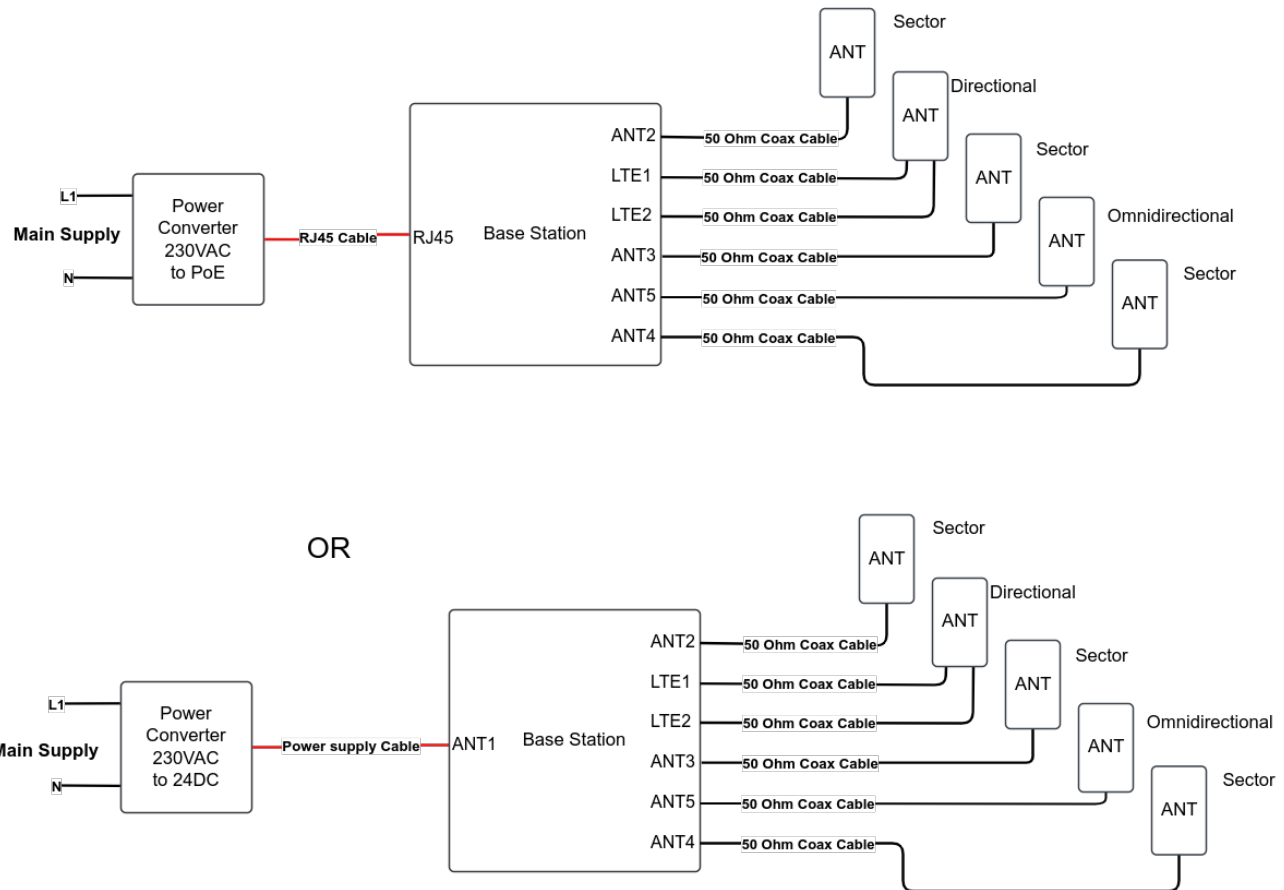 Sector
ANT
Directional
ANT
ANT2
50 Ohm Coax Cable
Sector
LTE1
50 Ohm Coax Cable
ANT
L1
Power
Converter
230VAC
to PoE
LTE2
50 Ohm Coax Cable
Omnidirectional
Main Supply
RJ45 Cable
RJ45
Base Station
ANT
ANT3
50 Ohm Coax Cable
Sector
N
ANT5
50 Ohm Coax Cable
ANT
ANT4
50 Ohm Coax Cable
OR
Sector
ANT
Directional
ANT
ANT2
50 Ohm Coax Cable
Sector
LTE1
50 Ohm Coax Cable
ANT
L1
Power
Converter
230VAC
to 24DC
LTE2
50 Ohm Coax Cable
Omnidirectional
Main Supply
Power supply Cable
ANT1
Base Station
ANT
ANT3
50 Ohm Coax Cable
Sector
N
ANT5
50 Ohm Coax Cable
ANT
ANT4
50 Ohm Coax Cable